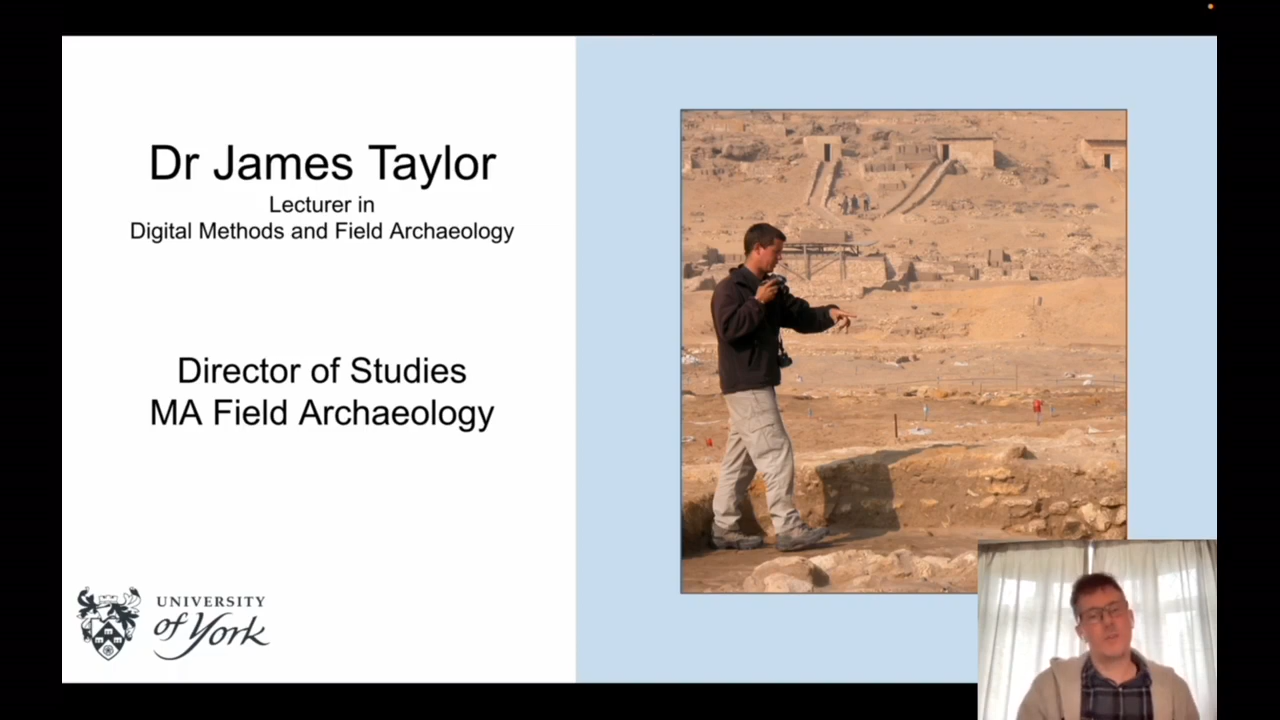 Dr James Taylor
Lecturer in
Digital Methods and Field Archaeology
Director of Studies
MA Field Archaeology
UNIVERSITY
of York